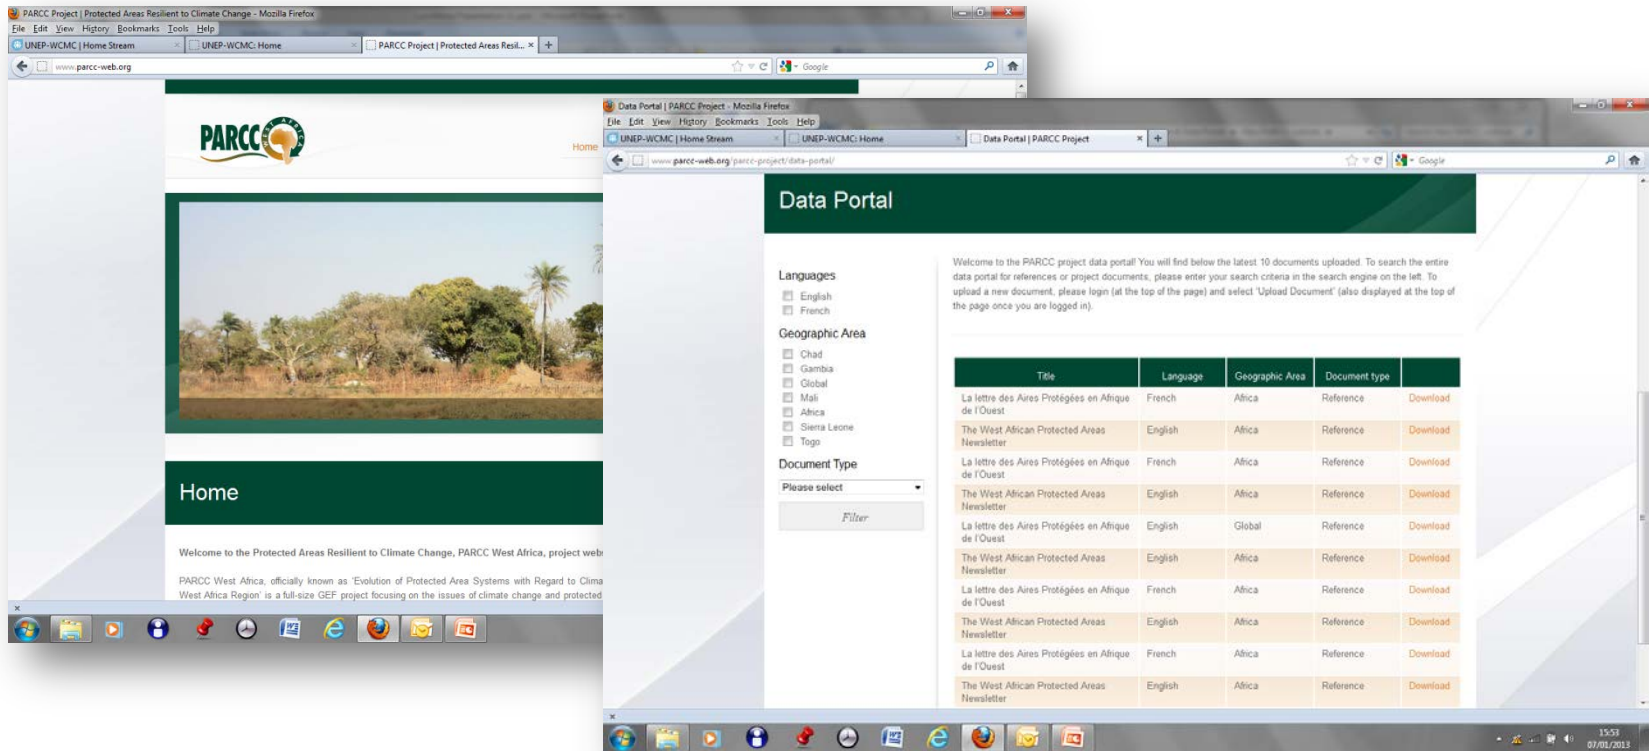 PARCC Project | Protected Areas Resilient to Climate Change - Mozilla Firefox
File Edit View History Bookmarks Tools Help
UNEP-WCMC | Home Stream
UNEP-WCMC: Home
PARCC Project | Protected Areas Resil...
www.parcc-web.org
Google
PARCC WEST AFRICA
Home
Home
Welcome to the Protected Areas Resilient to Climate Change, PARCC West Africa, project web
PARCC West Africa, officially known as 'Evolution of Protected Area Systems with Regard to Clima
West Africa Region' is a full-size GEF project focusing on the issues of climate change and protected
Data Portal | PARCC Project - Mozilla Firefox
File Edit View History Bookmarks Tools Help
UNEP-WCMC | Home Stream
UNEP-WCMC: Home
Data Portal | PARCC Project
www.parcc-web.org/parcc-project/data-portal/
Google
Data Portal
Languages
English
French
Geographic Area
Chad
Gambia
Global
Mali
Africa
Sierra Leone
Togo
Document Type
Please select
Filter
Welcome to the PARCC project data portal! You will find below the latest 10 documents uploaded. To search the entire
data portal for references or project documents, please enter your search criteria in the search engine on the left. To
upload a new document, please login (at the top of the page) and select 'Upload Document' (also displayed at the top of
the page once you are logged in).
Title Language Geographic Area Document type
La lettre des Aires Protégées en Afrique French Africa Reference Download
de l'Ouest
The West African Protected Areas English Africa Reference Download
Newsletter
La lettre des Aires Protégées en Afrique French Africa Reference Download
de l'Ouest
The West African Protected Areas English Africa Reference Download
Newsletter
La lettre des Aires Protégées en Afrique English Global Reference Download
de l'Ouest
The West African Protected Areas English Africa Reference Download
Newsletter
La lettre des Aires Protégées en Afrique French Africa Reference Download
de l'Ouest
The West African Protected Areas English Africa Reference Download
Newsletter
La lettre des Aires Protégées en Afrique French Africa Reference Download
de l'Ouest
The West African Protected Areas English Africa Reference Download
Newsletter
15:53
07/01/2013